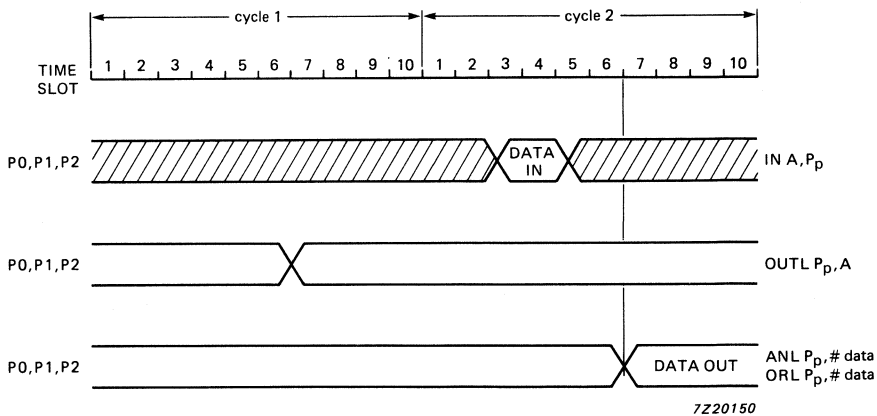 cycle 1 cycle 2
TIME SLOT 1 2 3 4 5 6 7 8 9 10 1 2 3 4 5 6 7 8 9 10
P0,P1,P2 DATA IN IN A,Pp
P0,P1,P2 OUTL Pp,A
P0,P1,P2 DATA OUT ANL Pp,# data
ORL Pp,# data
7Z20150